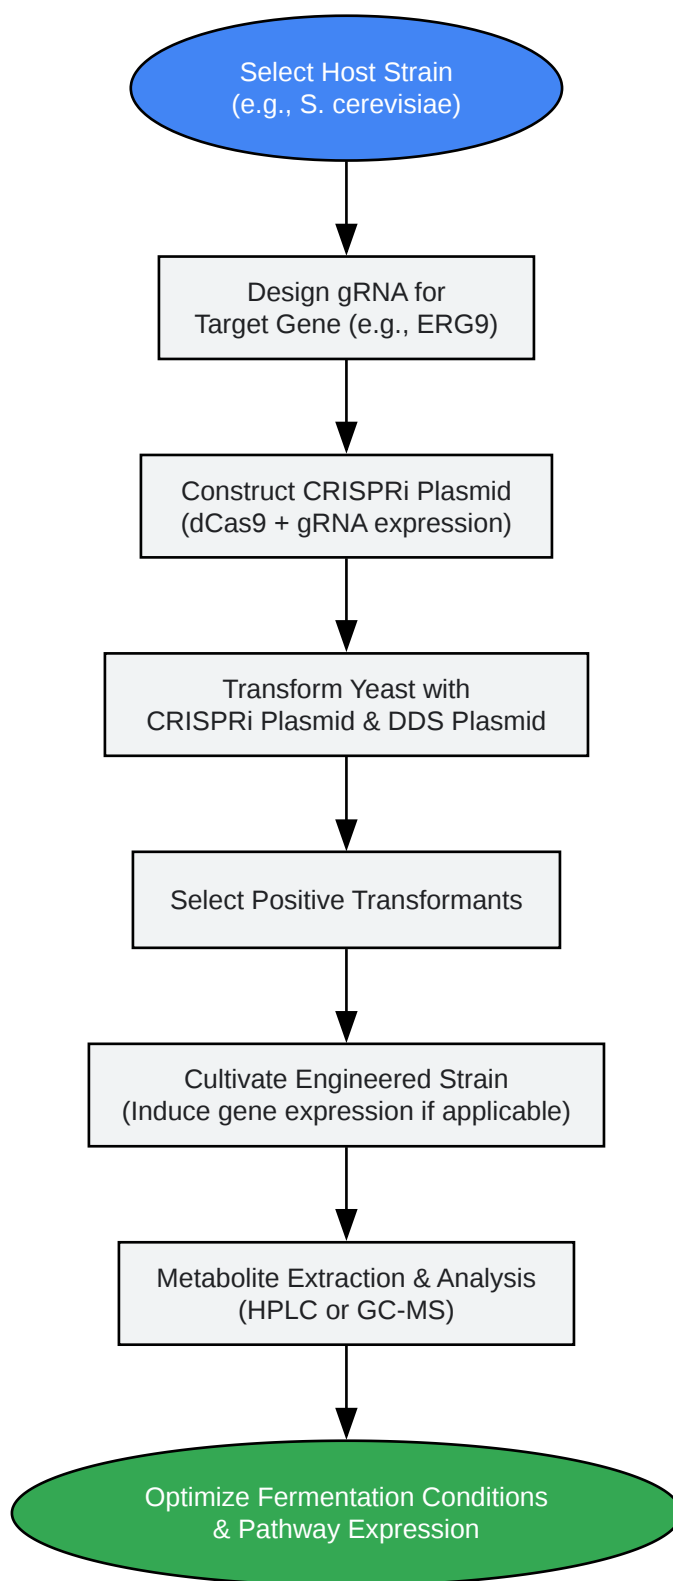 Select Host Strain
(e.g., S. cerevisiae)
Design gRNA for
Target Gene (e.g., ERG9)
Construct CRISPRi Plasmid
(dCas9 + gRNA expression)
Transform Yeast with
CRISPRi Plasmid & DDS Plasmid
Select Positive Transformants
Cultivate Engineered Strain
(Induce gene expression if applicable)
Metabolite Extraction & Analysis
(HPLC or GC-MS)
Optimize Fermentation Conditions
& Pathway Expression